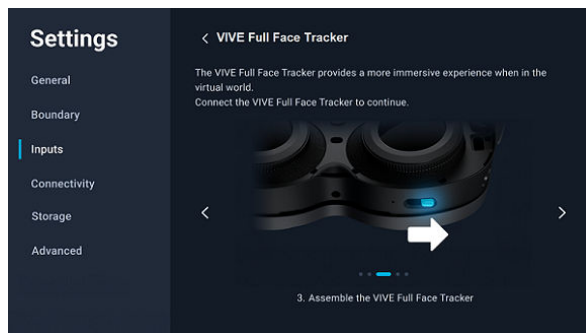 Settings
VIVE Full Face Tracker
General
Boundary
Inputs
Connectivity
Storage
Advanced
The VIVE Full Face Tracker provides a more immersive experience when in the
virtual world.
Connect the VIVE Full Face Tracker to continue.
3. Assemble the VIVE Full Face Tracker